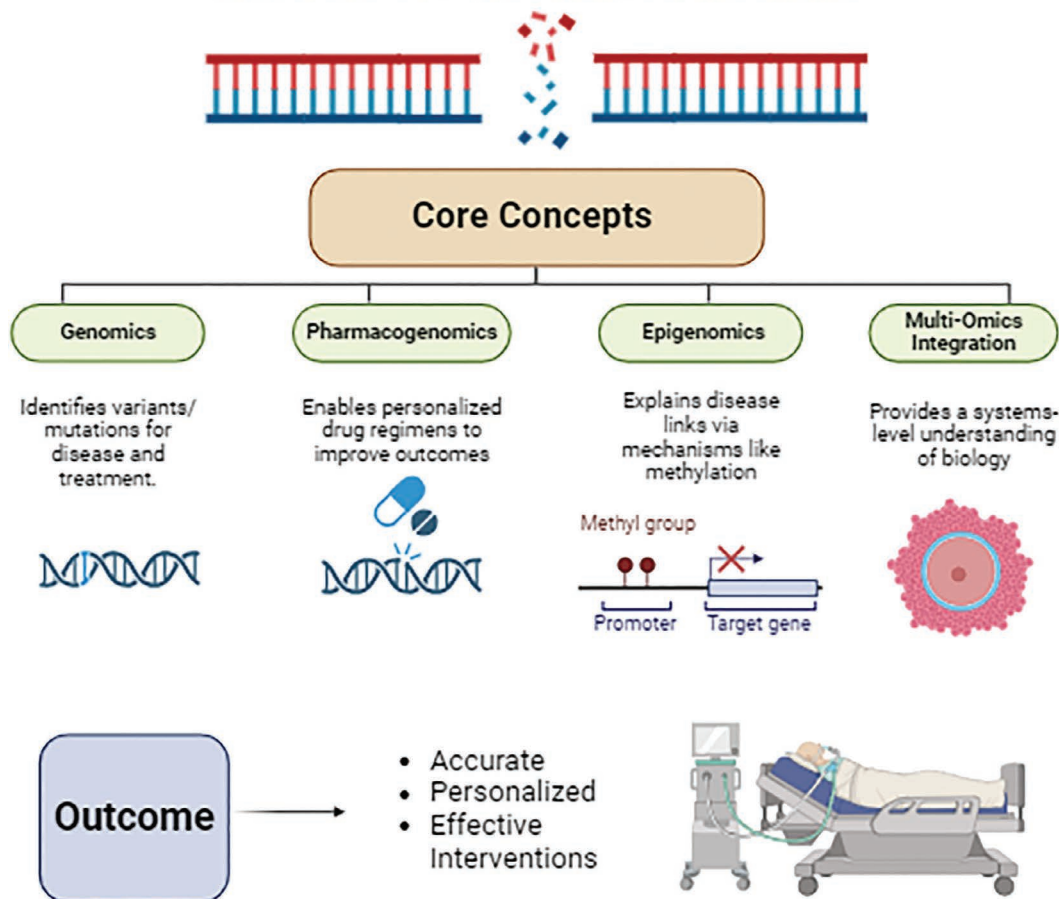 Core Concepts
Genomics
Pharmacogenomics
Epigenomics
Multi-Omics
Integration
Identifies variants/
mutations for
disease and
treatment.
Enables personalized
drug regimens to
improve outcomes
Explains disease
links via
mechanisms like
methylation
Provides a systems-
level understanding
of biology
Methyl group
Promoter
Target gene
Outcome
• Accurate
• Personalized
• Effective
Interventions